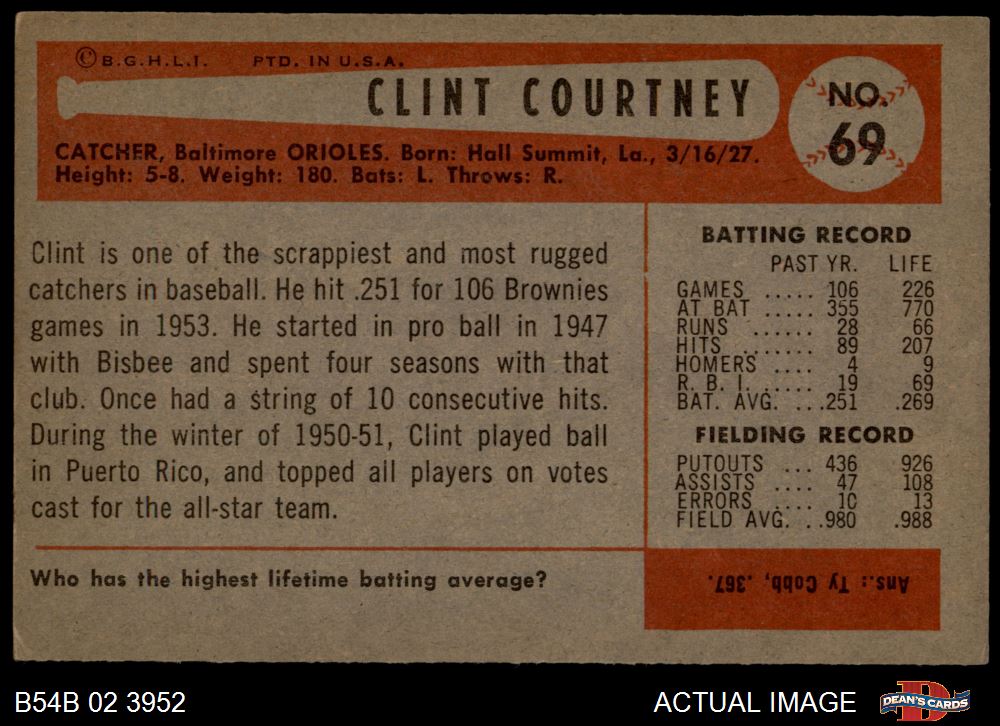 © B.G.H.L.I. PTD. IN U.S.A.
CLINT COURTNEY
NO.
69
CATCHER, Baltimore ORIOLES. Born: Hall Summit, La., 3/16/27.
Height: 5-8. Weight: 180. Bats: L. Throws: R.
Clint is one of the scrappiest and most rugged
catchers in baseball. He hit .251 for 106 Brownies
games in 1953. He started in pro ball in 1947
with Bisbee and spent four seasons with that
club. Once had a string of 10 consecutive hits.
During the winter of 1950-51, Clint played ball
in Puerto Rico, and topped all players on votes
cast for the all-star team.
BATTING RECORD
PAST YR. LIFE
GAMES ..... 106 226
AT BAT ..... 355 770
RUNS ...... 28 66
HITS ....... 89 207
HOMERS .... 4 9
R. B. I. ...... 19 69
BAT. AVG. ...251 .269
FIELDING RECORD
PUTOUTS ... 436 926
ASSISTS .... 47 108
ERRORS .... 10 13
FIELD AVG. ..980 .988
Who has the highest lifetime batting average?
Ans.: Ty Cobb, .367.
B54B 02 3952
ACTUAL IMAGE
D
DEAN'S CARDS